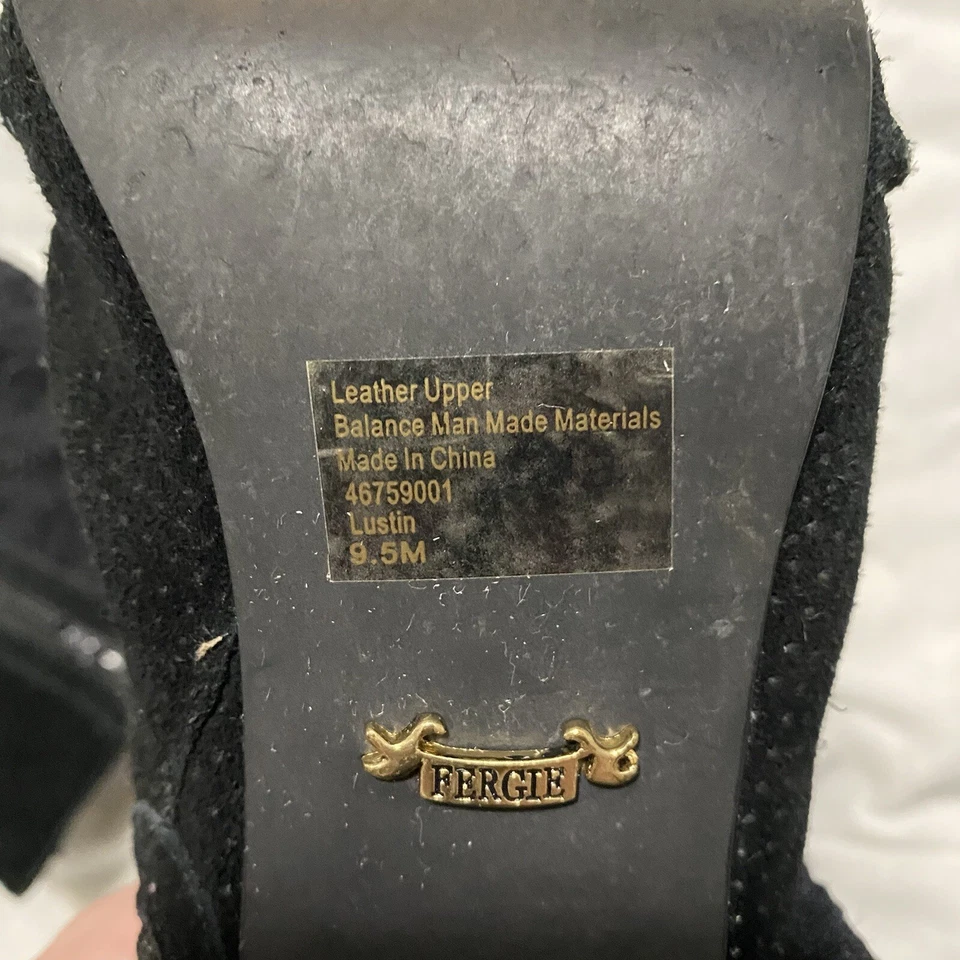 Leather Upper
Balance Man Made Materials
Made In China
46759001
Lustin
9.5M
FERGIE